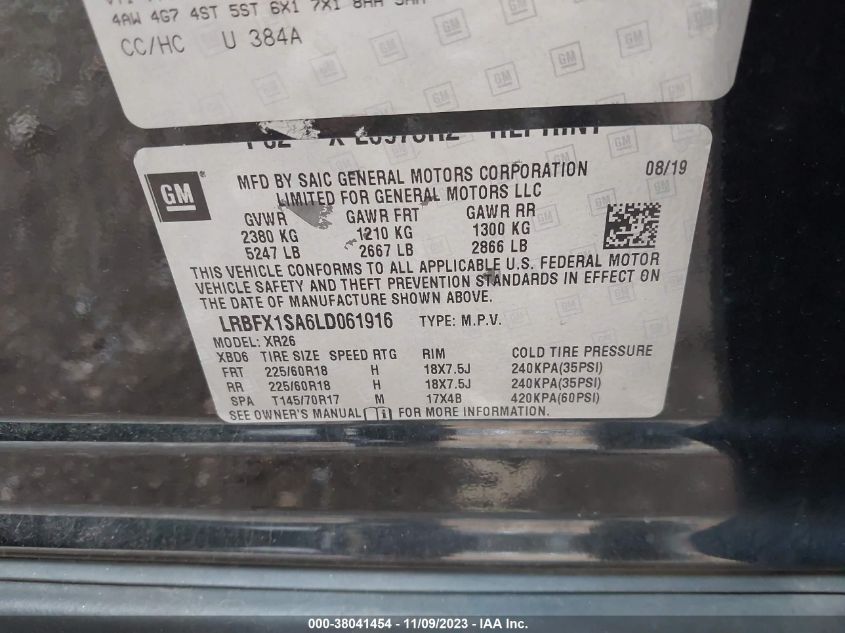 4AW 4G7 4ST 5ST 6X1 7X1 8AA
CC/HC U 384A
GM
REPRINT
GM
MFD BY SAIC GENERAL MOTORS CORPORATION 08/19
LIMITED FOR GENERAL MOTORS LLC
GVWR GAWR FRT GAWR RR
2380 KG 1210 KG 1300 KG
5247 LB 2667 LB 2866 LB
THIS VEHICLE CONFORMS TO ALL APPLICABLE U.S. FEDERAL MOTOR
VEHICLE SAFETY AND THEFT PREVENTION STANDARDS IN EFFECT ON
THE DATE OF MANUFACTURE SHOWN ABOVE.
LRBFX1SA6LD061916 TYPE: M.P.V.
MODEL: XR26
XBD6 TIRE SIZE SPEED RTG RIM COLD TIRE PRESSURE
FRT 225/60R18 H 18X7.5J 240KPA(35PSI)
RR 225/60R18 H 18X7.5J 240KPA(35PSI)
SPA T145/70R17 M 17X4B 420KPA(60PSI)
SEE OWNER'S MANUAL FOR MORE INFORMATION.
000-38041454 - 11/09/2023 - IAA Inc.